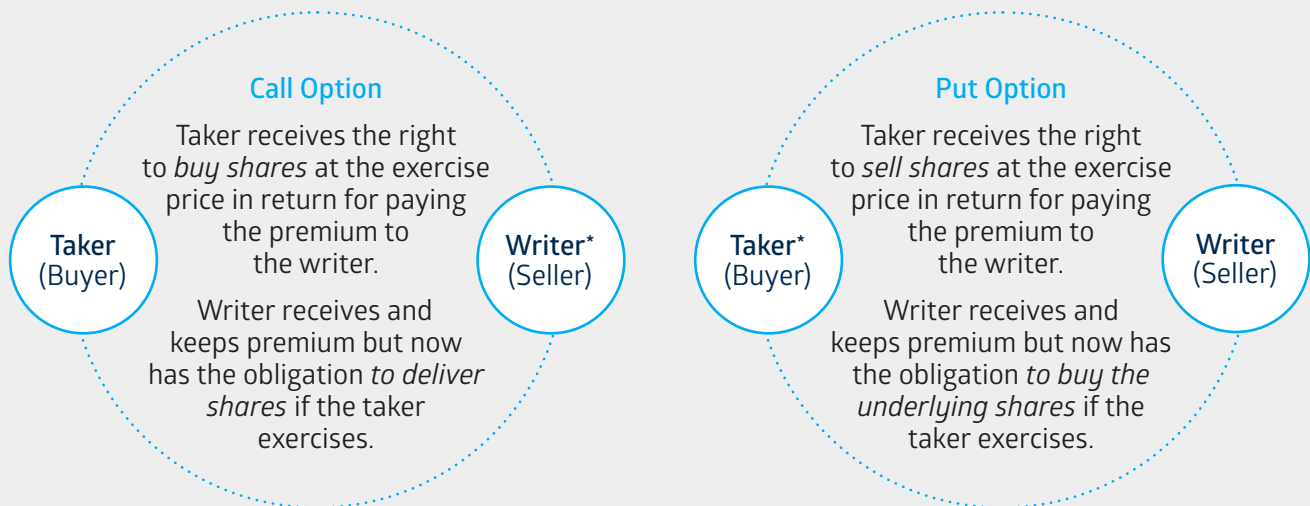 Call Option
Taker receives the right
to buy shares at the exercise
price in return for paying
the premium to
the writer.
Writer receives and
keeps premium but now
has the obligation to deliver
shares if the taker
exercises.
Taker
(Buyer)
Writer*
(Seller)
Put Option
Taker receives the right
to sell shares at the exercise
price in return for paying
the premium to
the writer.
Writer receives and
keeps premium but now has
the obligation to buy the
underlying shares if the
taker exercises.
Taker*
(Buyer)
Writer
(Seller)